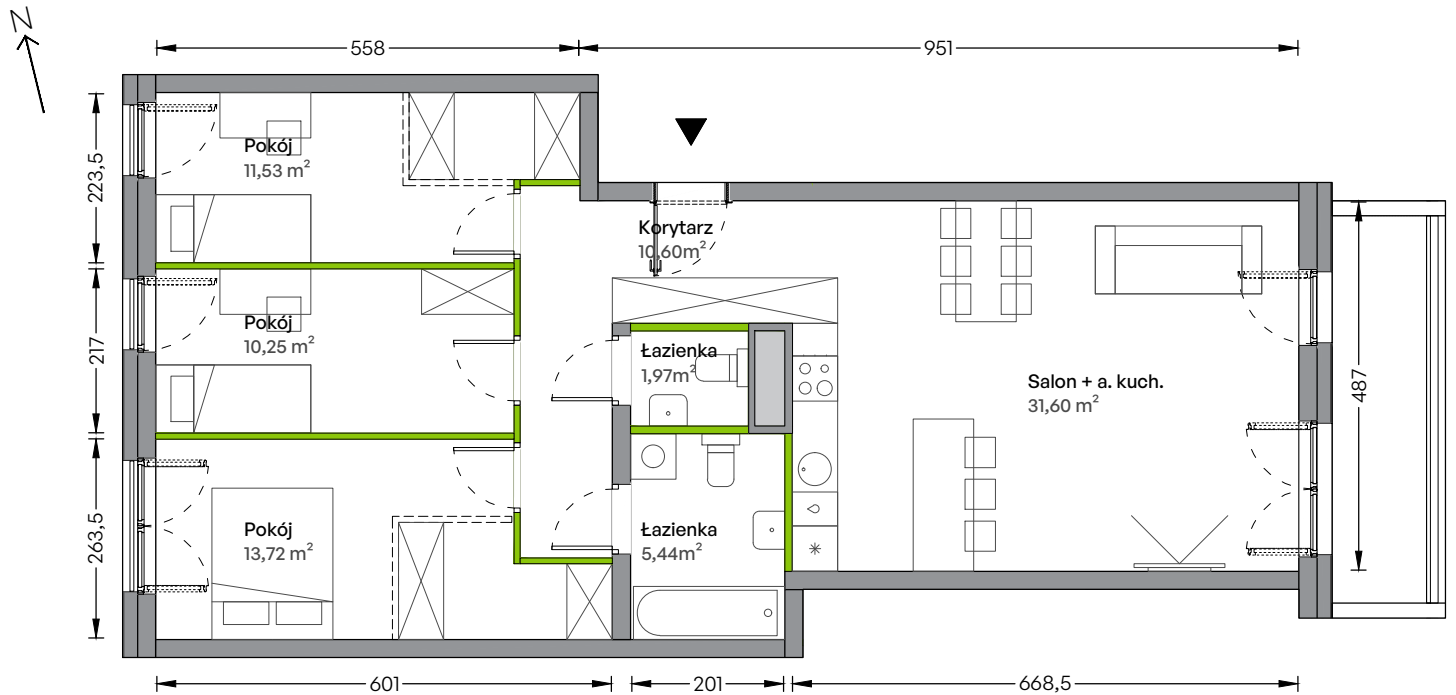 N
558
951
223,5
Pokój
11,53 m²
Korytarz
10,60m²
217
Pokój
10,25 m²
Łazienka
1,97m²
Salon + a. kuch.
31,60 m²
487
263,5
Pokój
13,72 m²
Łazienka
5,44m²
601
201
668,5